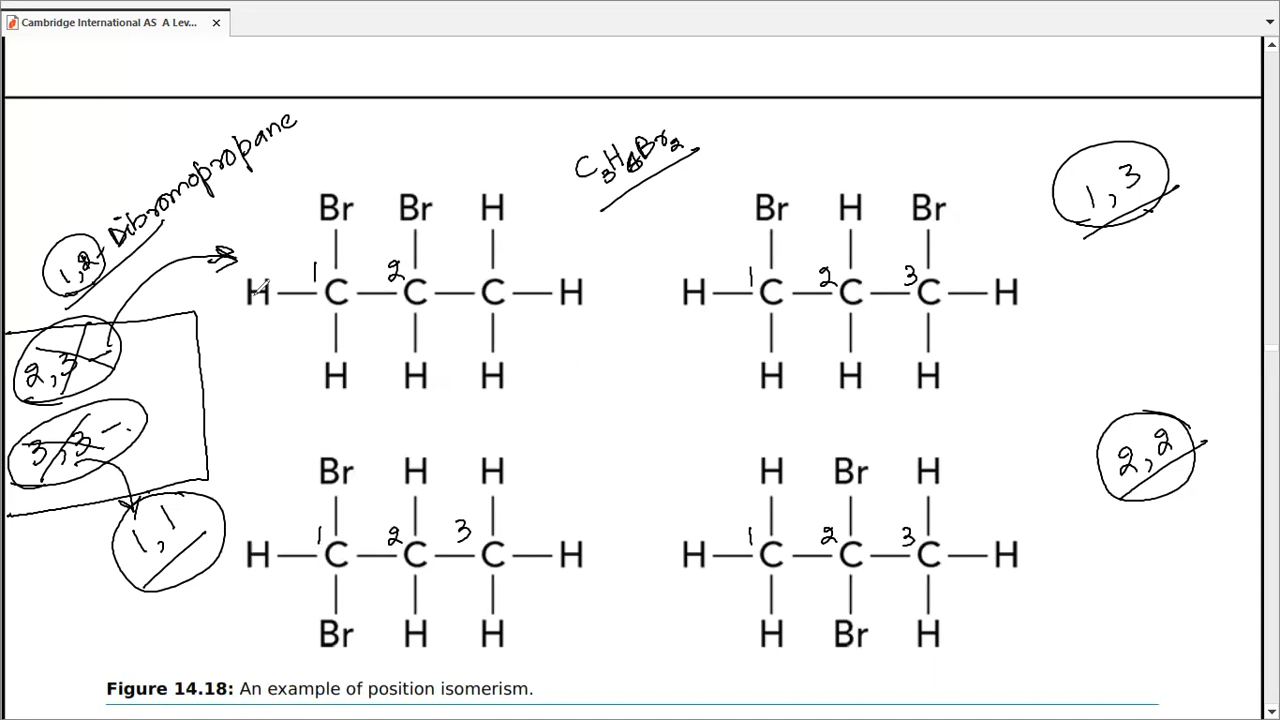 Cambridge International AS  A Lev...
1,2- Dibromopropane
C3H6Br2
1,3
Br Br H
1 2
H C C C H
H H H
Br H Br
1 2 3
H C C C H
H H H
2,3-
3,3-
1,1
2,2
Br H H
1 2 3
H C C C H
Br H H
H Br H
1 2 3
H C C C H
H Br H
Figure 14.18: An example of position isomerism.